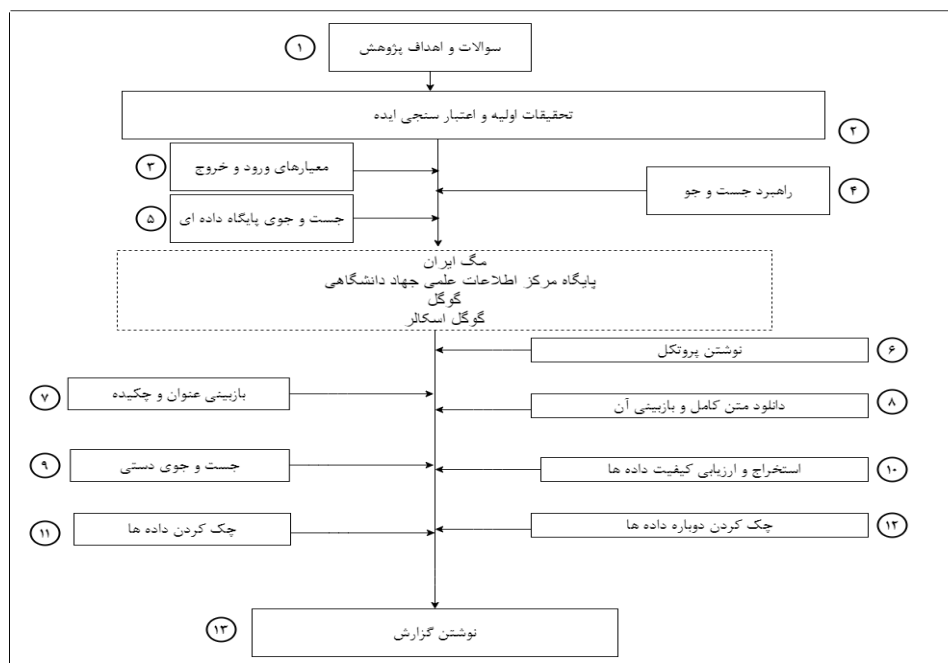 ۱
سوالات و اهداف پژوهش
تحقیقات اولیه و اعتبار سنجی ایده
۲
۳
معیارهای ورود و خروج
راهبرد جست و جو
۴
۵
جست و جوی پایگاه داده ای
مگ ایران
پایگاه مرکز اطلاعات علمی جهاد دانشگاهی
گوگل
گوگل اسکالر
نوشتن پروتکل
۶
۷
بازبینی عنوان و چکیده
دانلود متن کامل و بازبینی آن
۸
۹
جست و جوی دستی
استخراج و ارزیابی کیفیت داده ها
۱۰
۱۱
چک کردن داده ها
چک کردن دوباره داده ها
۱۲
۱۳
نوشتن گزارش